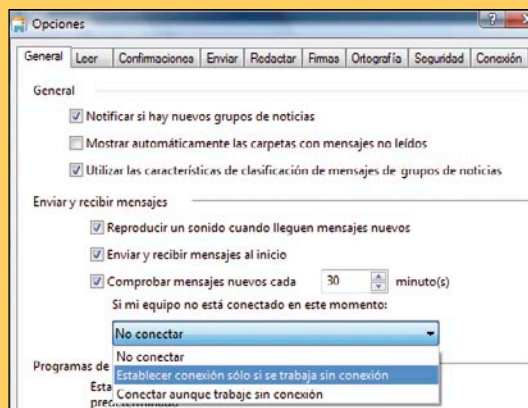 Opciones
General Leer Confirmaciones Enviar Redactar Firmas Ortografía Seguridad Conexión
General
Notificar si hay nuevos grupos de noticias
Mostrar automáticamente las carpetas con mensajes no leídos
Utilizar las características de clasificación de mensajes de grupos de noticias
Enviar y recibir mensajes
Reproducir un sonido cuando lleguen mensajes nuevos
Enviar y recibir mensajes al inicio
Comprobar mensajes nuevos cada 30 minuto(s)
Si mi equipo no está conectado en este momento:
No conectar
No conectar
Programas de
Establecer conexión sólo si se trabaja sin conexión
Conectar aunque trabaje sin conexión